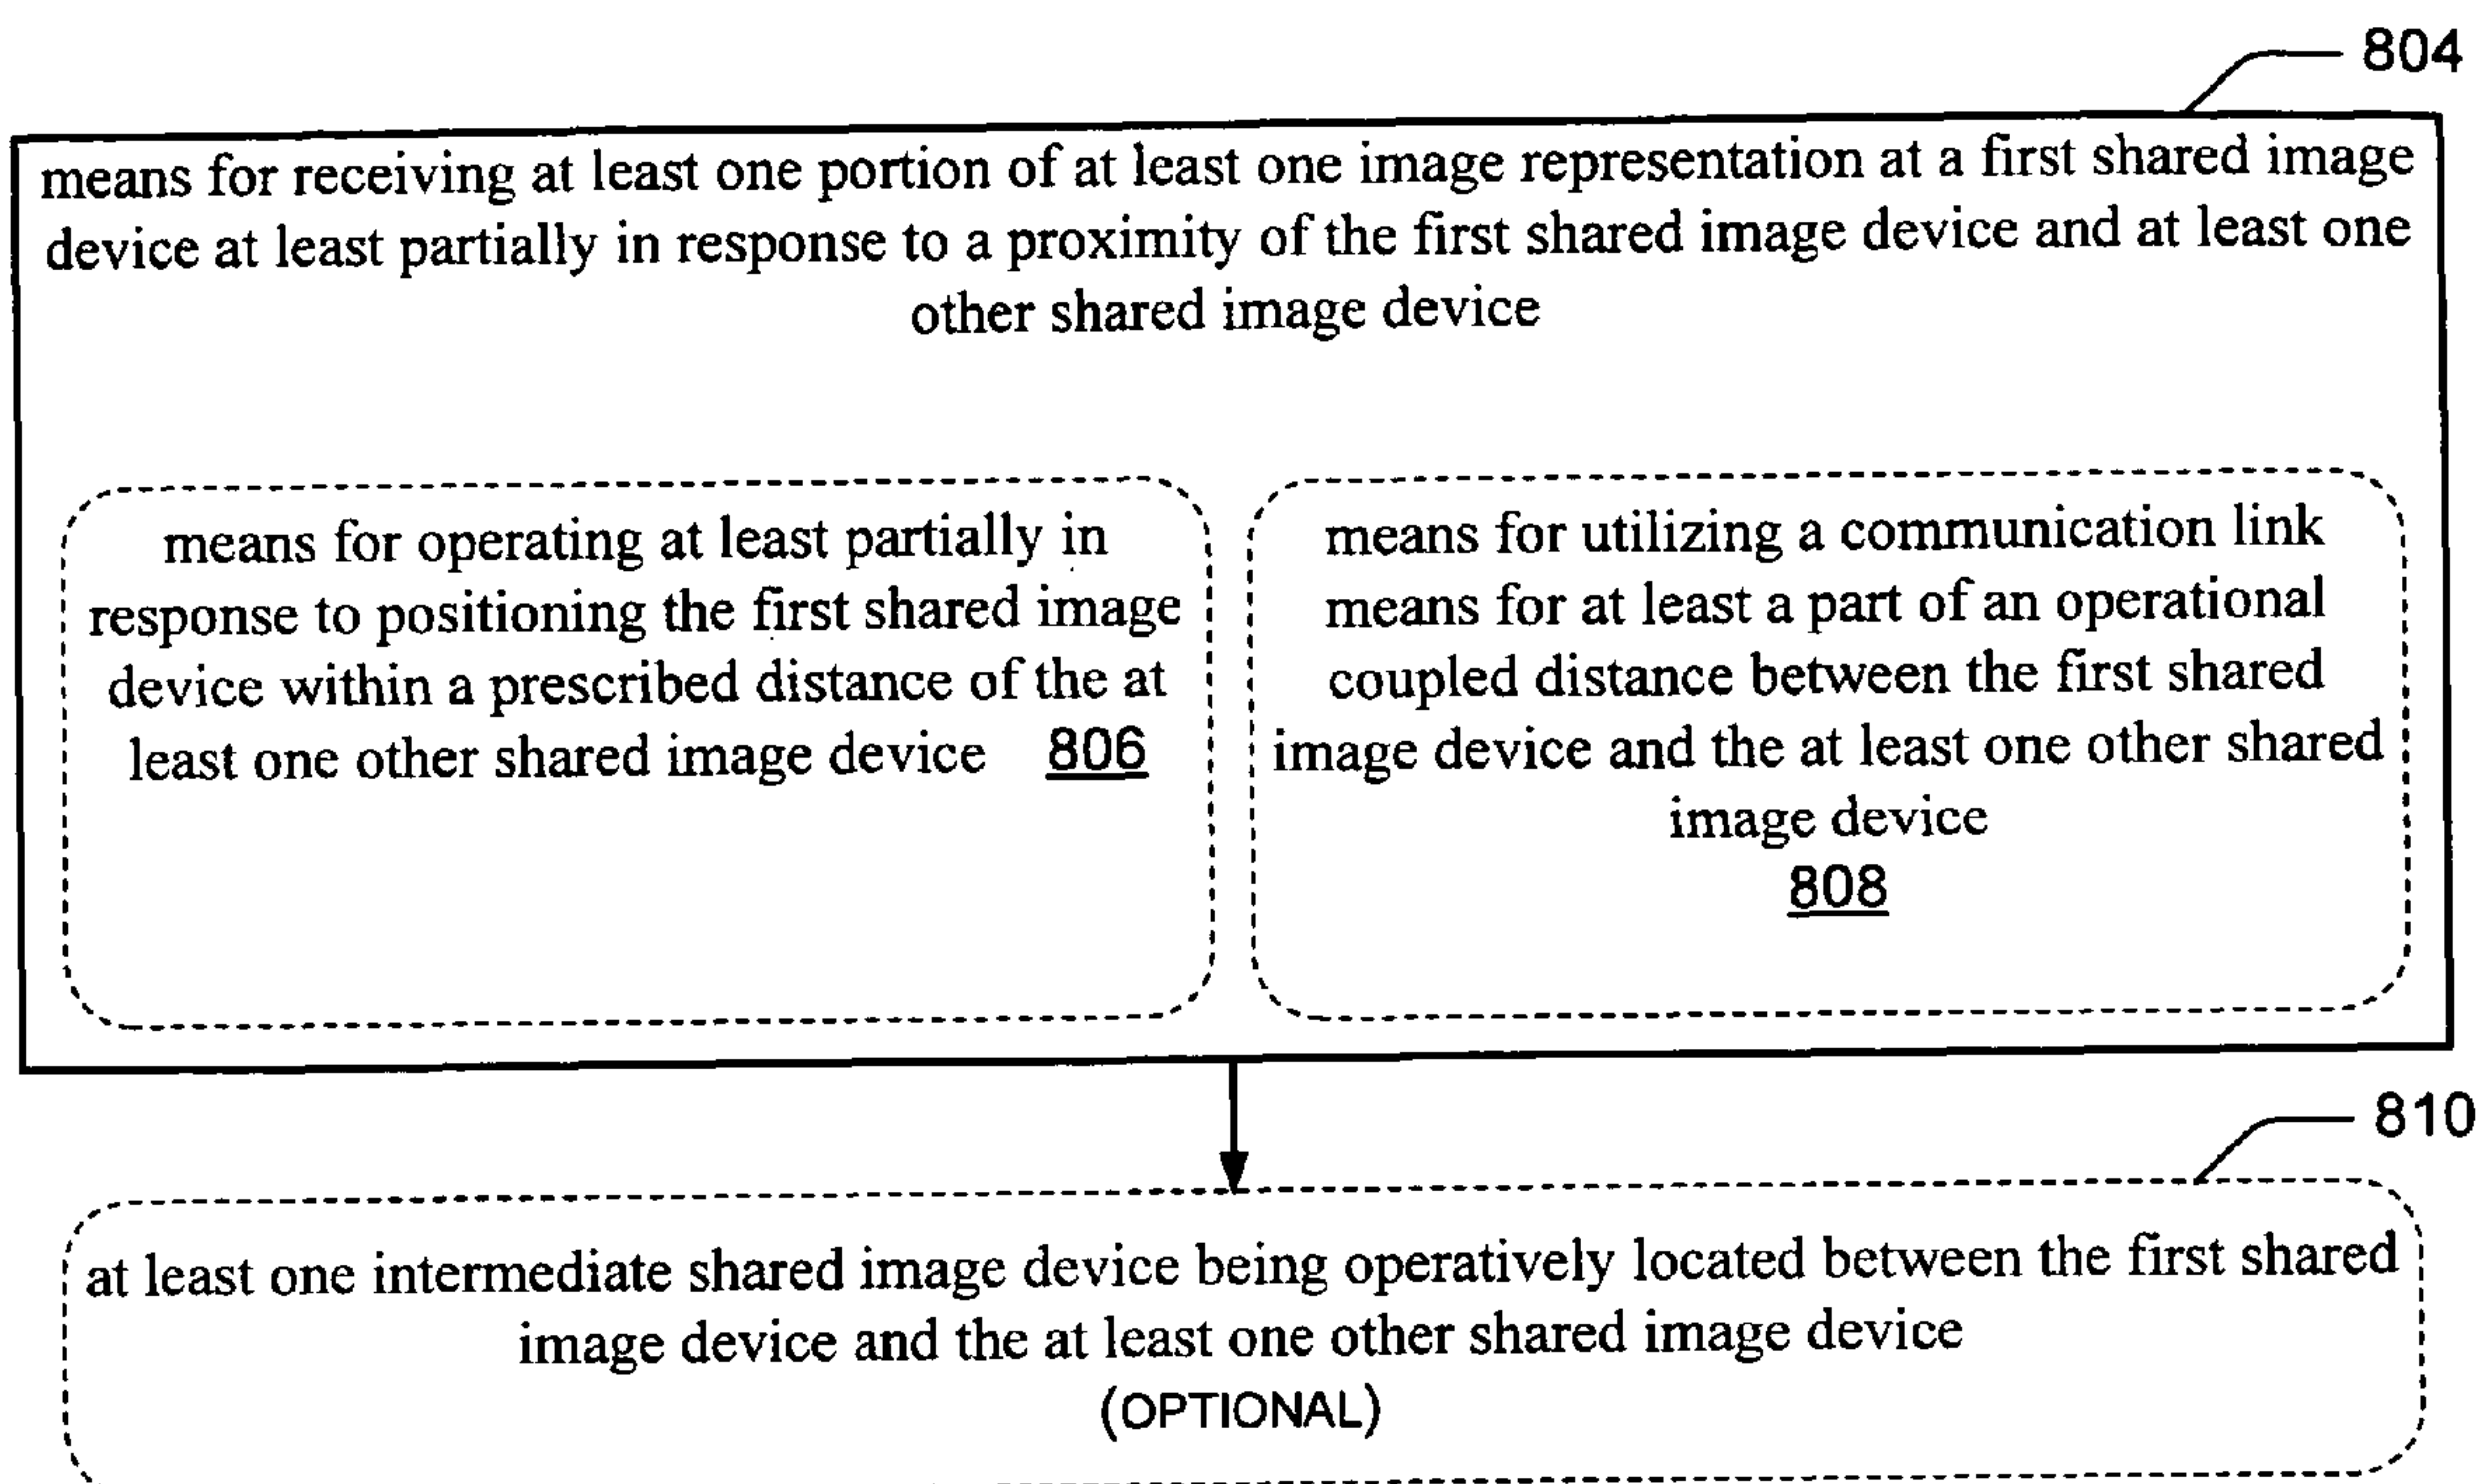 804
means for receiving at least one portion of at least one image representation at a first shared image
device at least partially in response to a proximity of the first shared image device and at least one
other shared image device
means for operating at least partially in
response to positioning the first shared image
device within a prescribed distance of the at
least one other shared image device 806
means for utilizing a communication link
means for at least a part of an operational
coupled distance between the first shared
image device and the at least one other shared
image device
808
810
at least one intermediate shared image device being operatively located between the first shared
image device and the at least one other shared image device
(OPTIONAL)